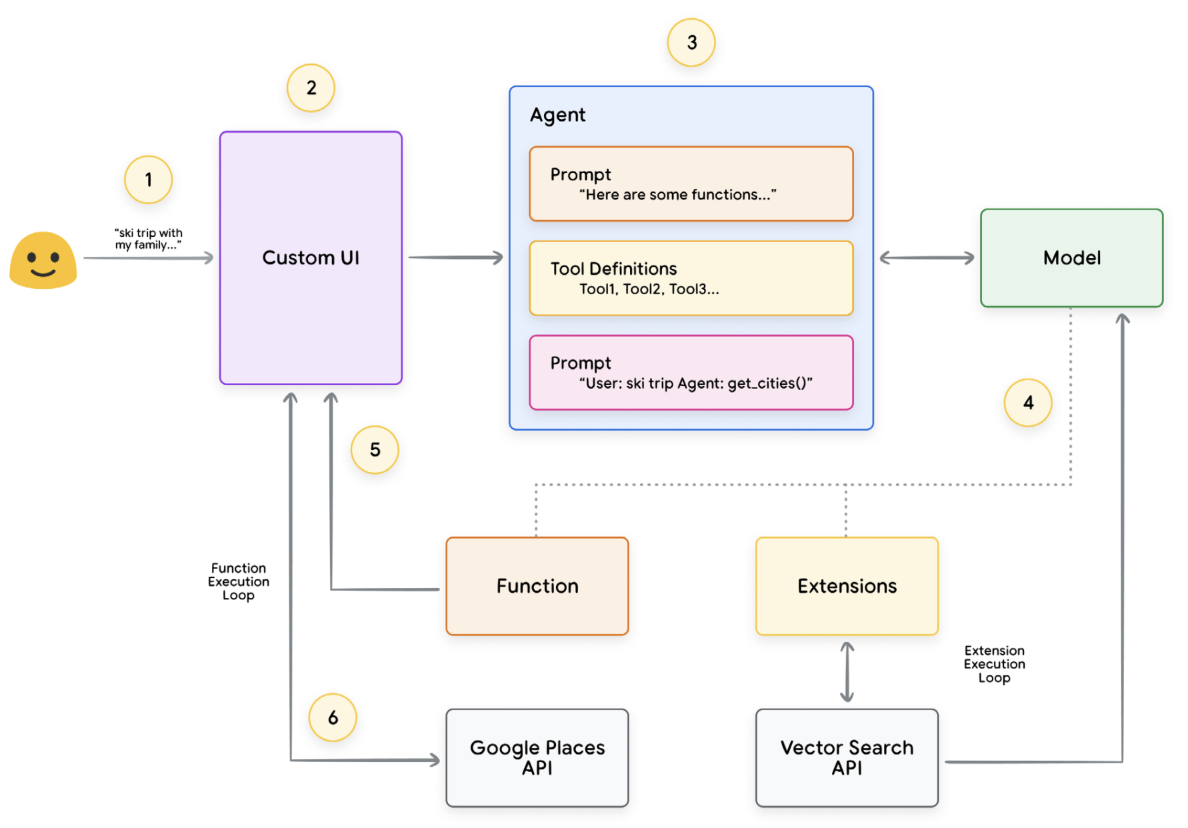 3
2
Agent
1
Prompt
“Here are some functions...”
“ski trip with
my family...”
Custom UI
Tool Definitions
Tool1, Tool2, Tool3...
Model
Prompt
“User: ski trip Agent: get_cities()”
4
5
Function
Execution
Loop
Function
Extensions
Extension
Execution
Loop
6
Google Places
API
Vector Search
API